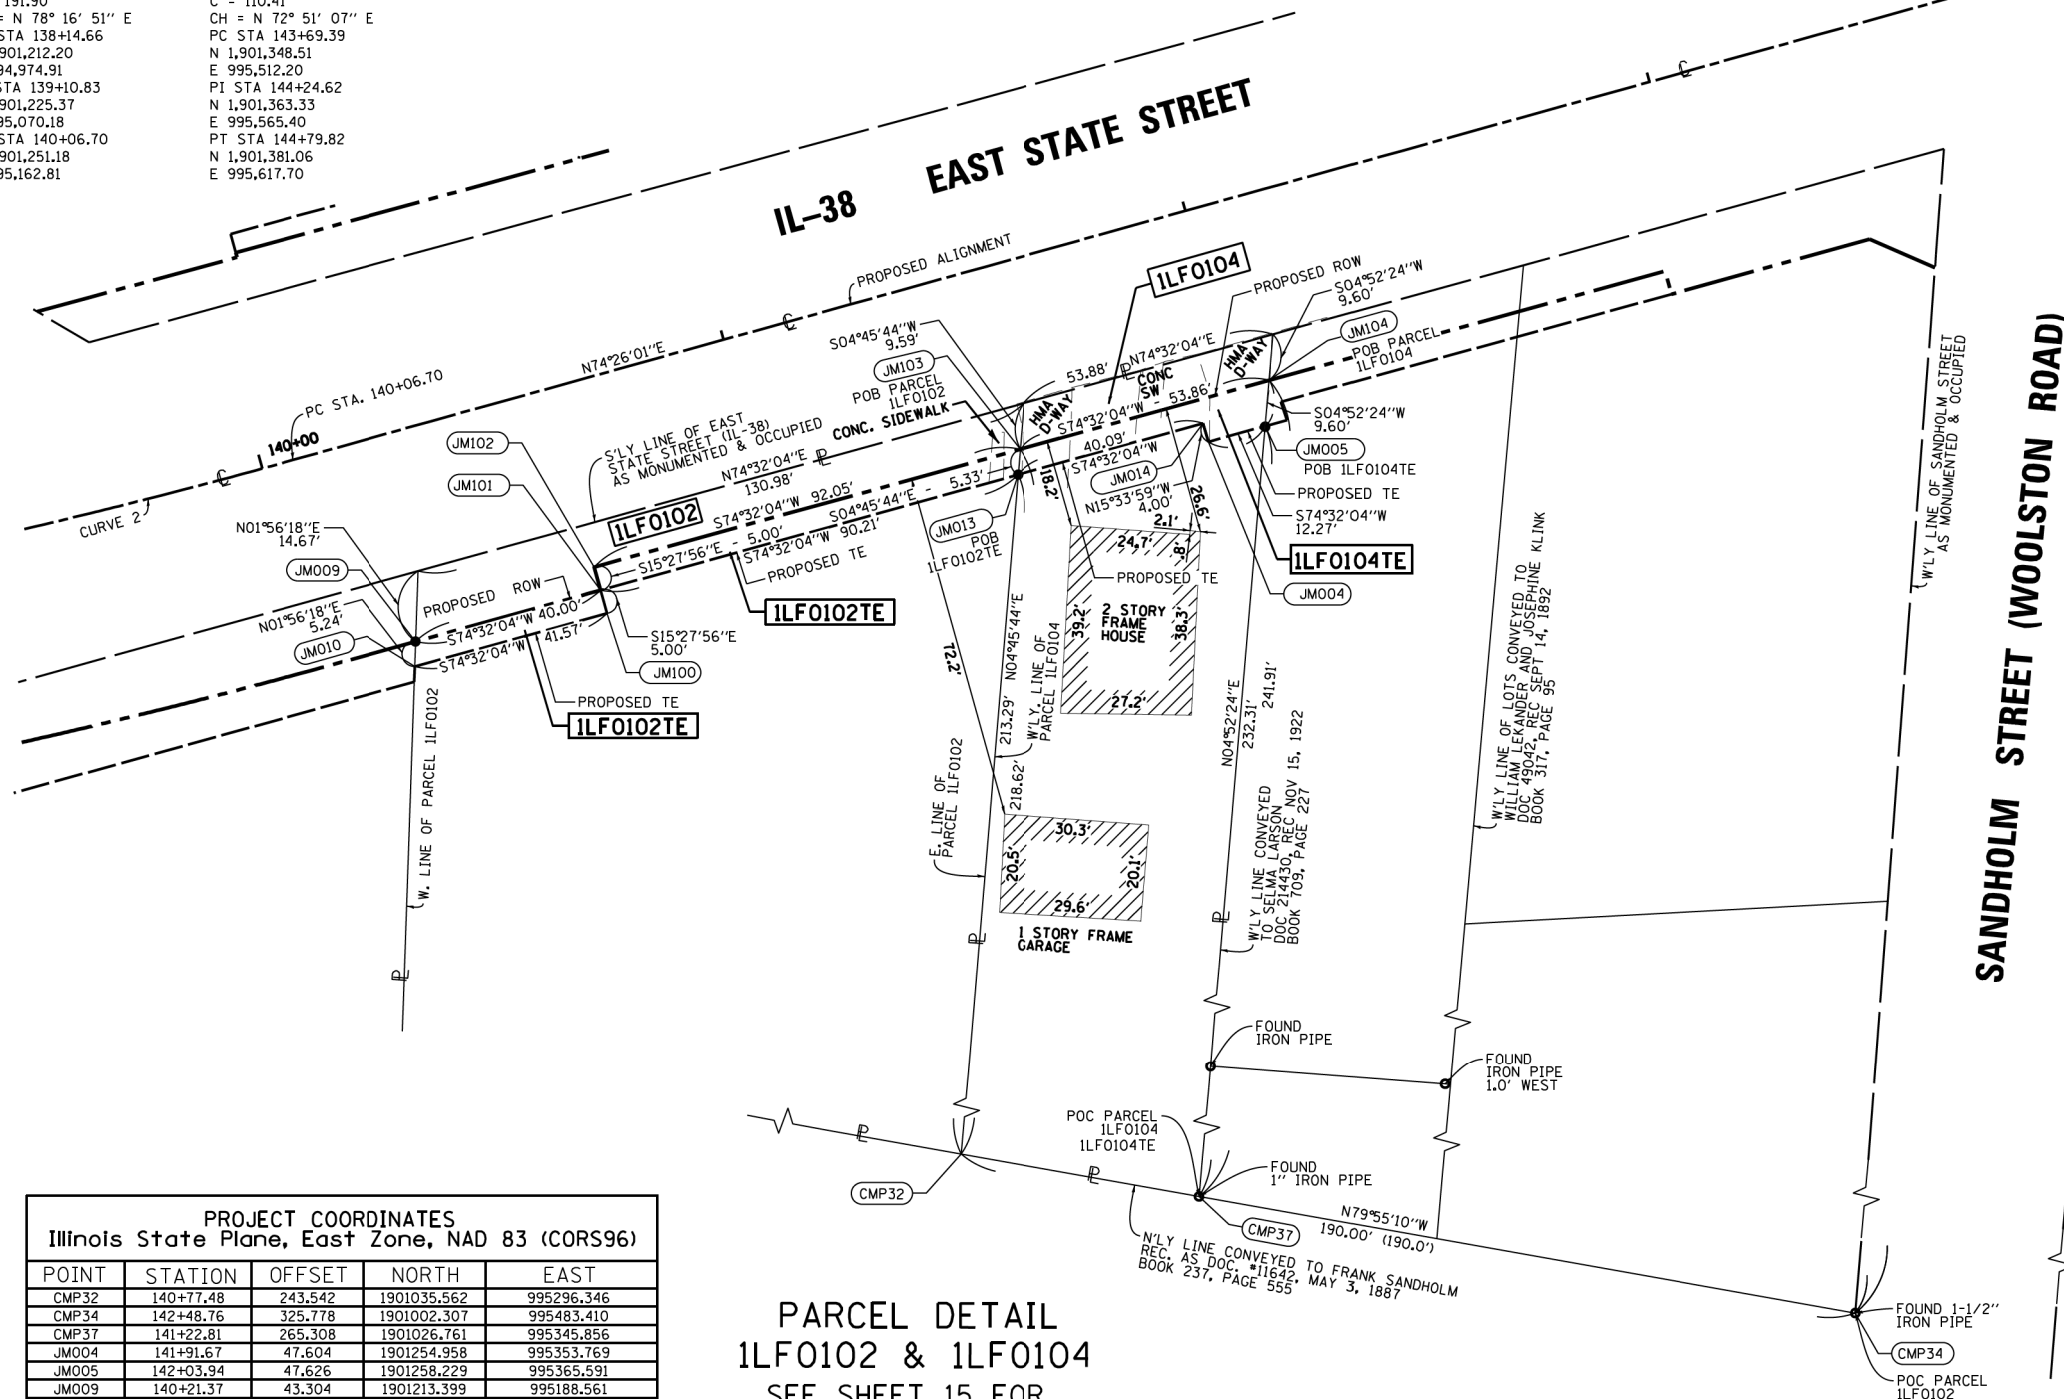 191.90
= N 78° 16' 51'' E
STA 138+14.66
901,212.20
94,974.91
STA 139+10.83
901,225.37
95,070.18
STA 140+06.70
901,251.18
95,162.81
C = 110.41
CH = N 72° 51' 07'' E
PC STA 143+69.39
N 1,901,348.51
E 995,512.20
PI STA 144+24.62
N 1,901,363.33
E 995,565.40
PT STA 144+79.82
N 1,901,381.06
E 995,617.70
IL-38 EAST STATE STREET
PROPOSED ALIGNMENT
N74°26'01''E
PC STA. 140+06.70
140+00
CURVE 2
1LF0104
PROPOSED ROW
S04°52'24''W
9.60'
JM104
POB PARCEL
1LF0104
S04°45'44''W
9.59'
JM103
POB PARCEL
1LF0102
CONC. SIDEWALK
53.88'
N74°32'04''E
HMA
D-WAY
CONC
SW
HMA
D-WAY
S74°32'04''W - 53.86'
40.09'
S74°32'04''W
JM014
N15°33'59''W
4.00'
S04°52'24''W
9.60'
JM005
POB 1LF0104TE
PROPOSED TE
S74°32'04''W
12.27'
1LF0104TE
JM004
JM102
JM101
S'LY LINE OF EAST
STATE STREET (IL-38)
AS MONUMENTED & OCCUPIED
N74°32'04''E
130.98'
1LF0102
S74°32'04''W 92.05'
S04°45'44''E - 5.33'
S15°27'56''E - 5.00'
S74°32'04''W 90.21'
PROPOSED TE
1LF0102TE
JM013
POB
1LF0102TE
N01°56'18''E
14.67'
JM009
N01°56'18''E
5.24'
JM010
PROPOSED ROW
S74°32'04''W 40.00'
S74°32'04''W 41.57'
S15°27'56''E
5.00'
JM100
PROPOSED TE
1LF0102TE
W. LINE OF PARCEL 1LF0102
18.2'
26.6'
2.1'
24.7'
.8'
PROPOSED TE
2 STORY
FRAME
HOUSE
39.2'
38.3'
27.2'
72.2'
213.29' N04°45'44''E
218.62'
W'LY. LINE OF
PARCEL 1LF0104
E. LINE OF
PARCEL 1LF0102
30.3'
20.5'
20.1'
29.6'
1 STORY FRAME
GARAGE
N04°52'24''E
232.31'
241.91'
W'LY LINE CONVEYED
TO SELMA LARSON
DOC 214430, REC NOV 15, 1922
BOOK 709, PAGE 227
W'LY LINE OF LOTS CONVEYED TO
WILLIAM LEKANDER AND JOSEPHINE KLINK
DOC 49042, REC SEPT 14, 1892
BOOK 317, PAGE 95
W'LY LINE OF SANDHOLM STREET
AS MONUMENTED & OCCUPIED
SANDHOLM STREET (WOOLSTON ROAD)
FOUND
IRON PIPE
FOUND
IRON PIPE
1.0' WEST
POC PARCEL
1LF0104
1LF0104TE
FOUND
1'' IRON PIPE
CMP32
CMP37
N79°55'10''W
190.00' (190.0')
N'LY LINE CONVEYED TO FRANK SANDHOLM
REC. AS DOC. #11642, MAY 3, 1887
BOOK 237, PAGE 555
FOUND 1-1/2''
IRON PIPE
CMP34
POC PARCEL
1LF0102
PROJECT COORDINATES
Illinois State Plane, East Zone, NAD 83 (CORS96)
POINT STATION OFFSET NORTH EAST
CMP32 140+77.48 243.542 1901035.562 995296.346
CMP34 142+48.76 325.778 1901002.307 995483.410
CMP37 141+22.81 265.308 1901026.761 995345.856
JM004 141+91.67 47.604 1901254.958 995353.769
JM005 142+03.94 47.626 1901258.229 995365.591
JM009 140+21.37 43.304 1901213.399 995188.561
PARCEL DETAIL
1LF0102 & 1LF0104
SEE SHEET 15 FOR